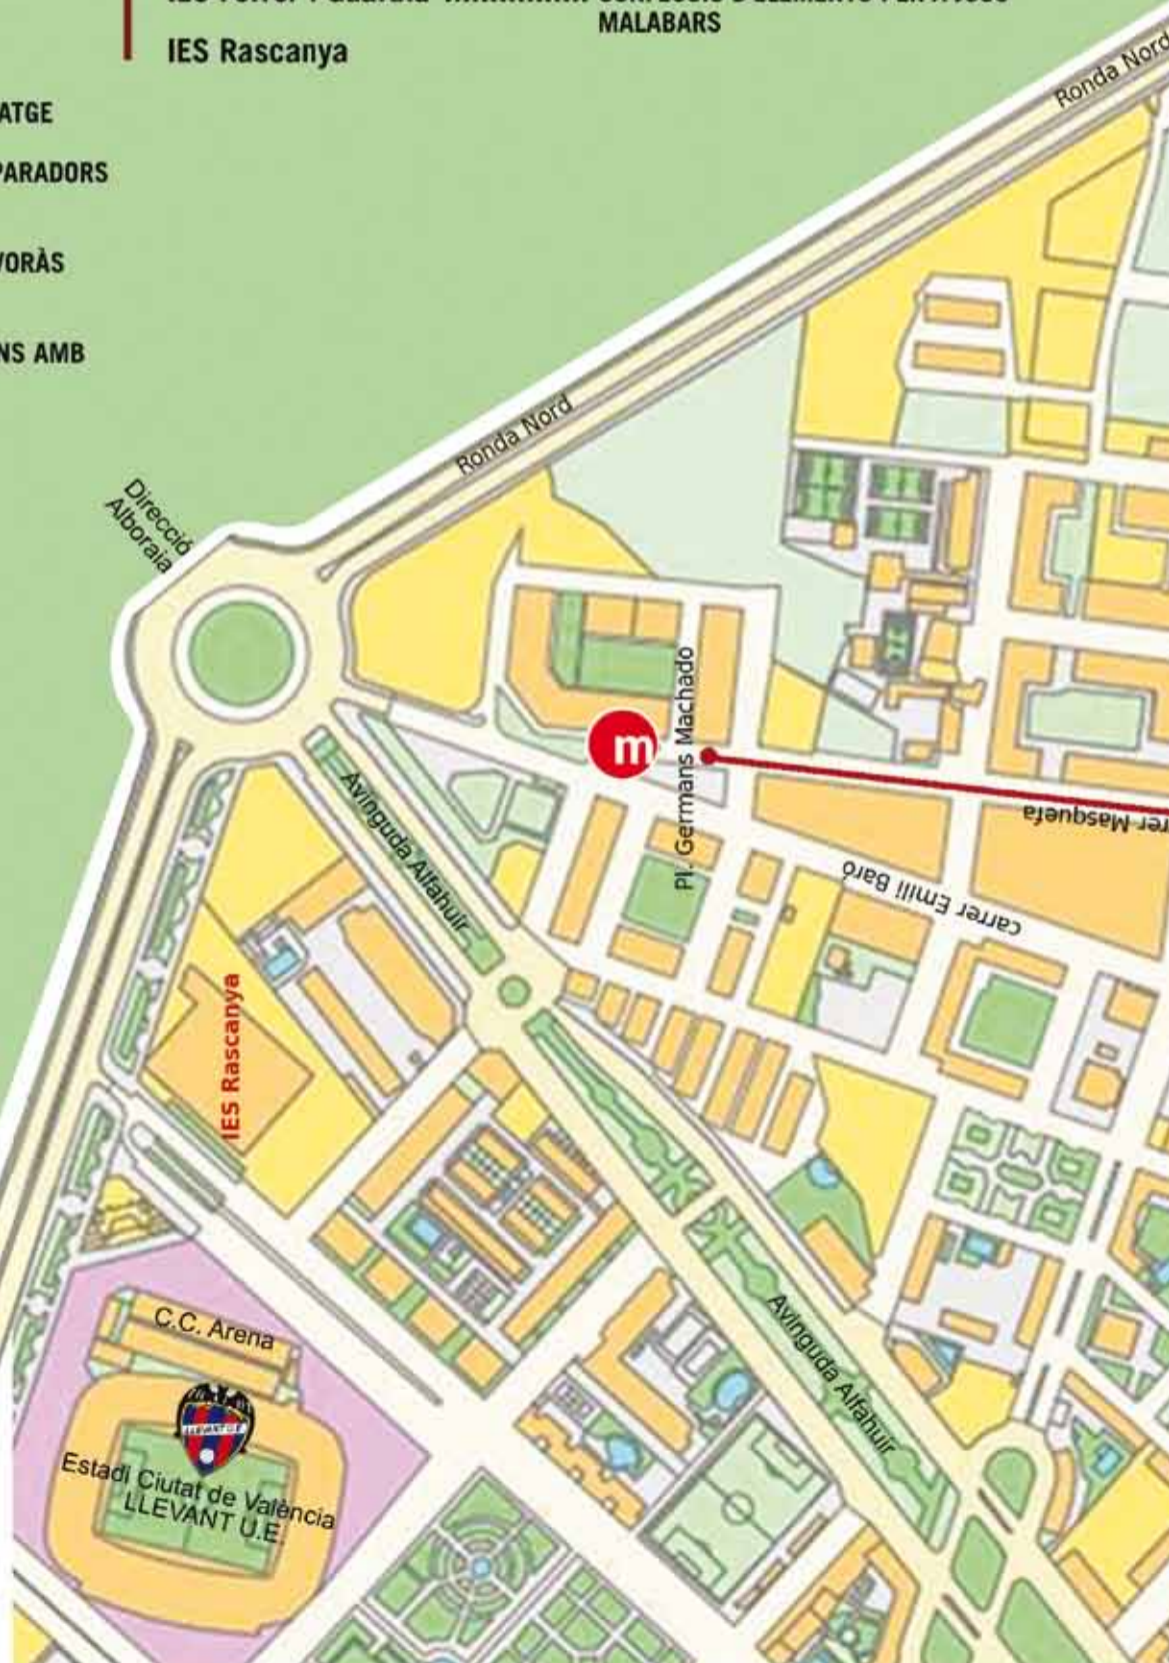 MALABARS
IES Rascanya
ATGE
PARADORS
VORÀS
NS AMB
Ronda Nord
Ronda Nord
Direcció
Alboraia
m
Pl. Germans Machado
Avinguda Alfahuir
rer Masquefa
carrer Emili Baró
IES Rascanya
C.C. Arena
LLEVANT U.E.
Estadi Ciutat de València
LLEVANT U.E.
Avinguda Alfahuir